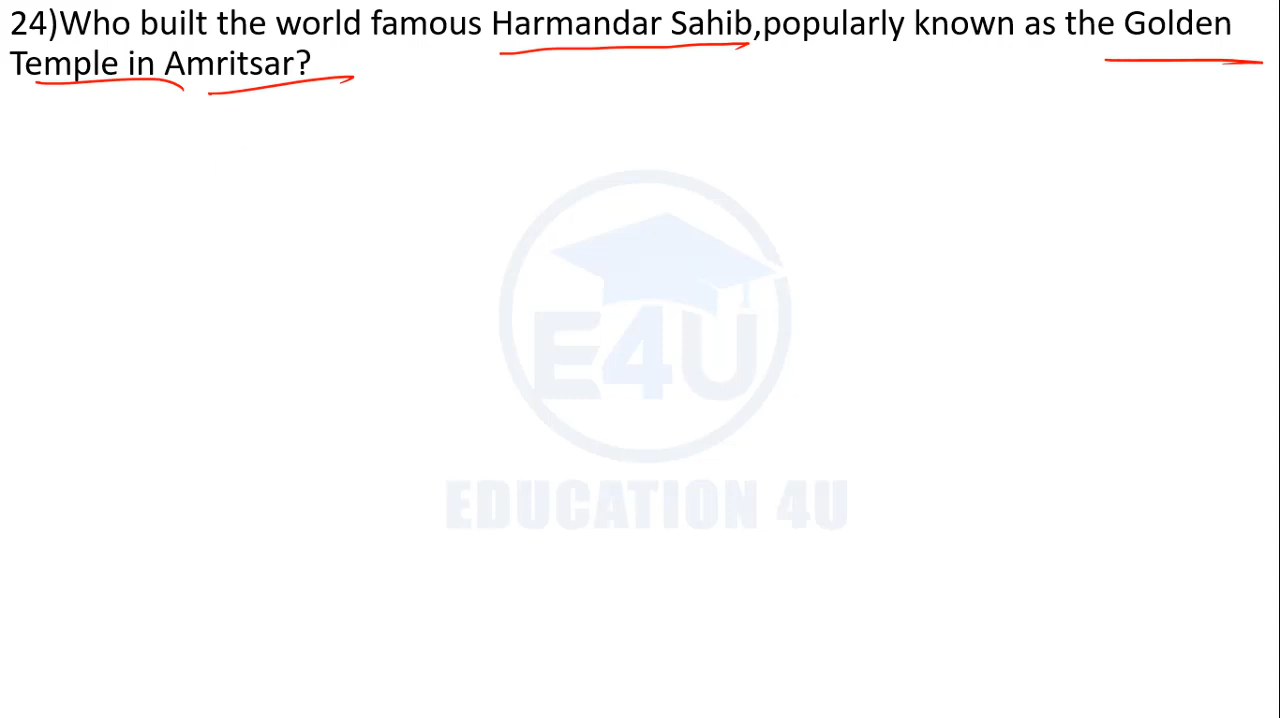 24)Who built the world famous Harmandar Sahib,popularly known as the Golden
Temple in Amritsar?
E4U
EDUCATION 4U